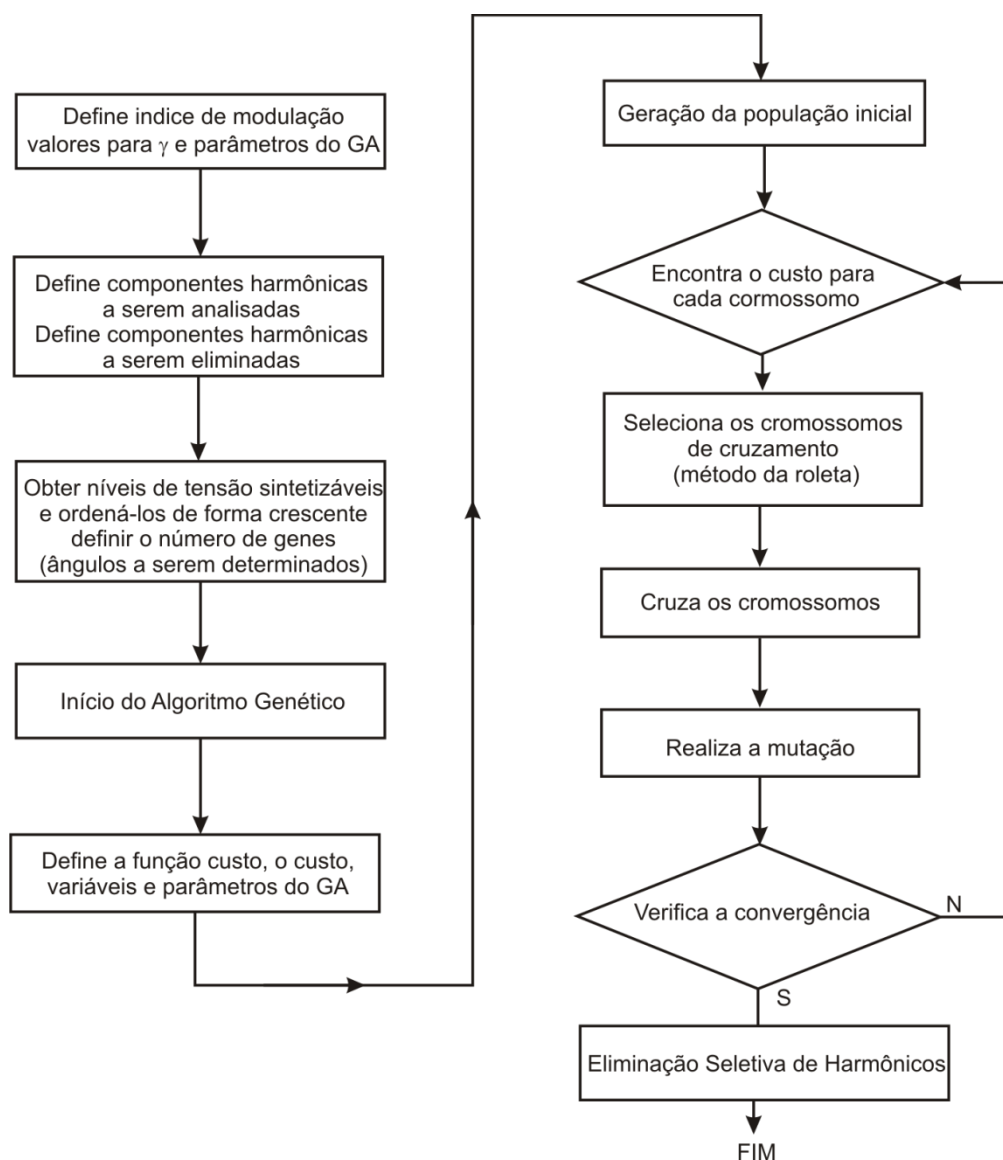 Define indice de modulação
valores para γ e parâmetros do GA
Define componentes harmônicas
a serem analisadas
Define componentes harmônicas
a serem eliminadas
Obter níveis de tensão sintetizáveis
e ordená-los de forma crescente
definir o número de genes
(ângulos a serem determinados)
Início do Algoritmo Genético
Define a função custo, o custo,
variáveis e parâmetros do GA
Geração da população inicial
Encontra o custo para
cada cormossomo
Seleciona os cromossomos
de cruzamento
(método da roleta)
Cruza os cromossomos
Realiza a mutação
Verifica a convergência
N
S
Eliminação Seletiva de Harmônicos
FIM